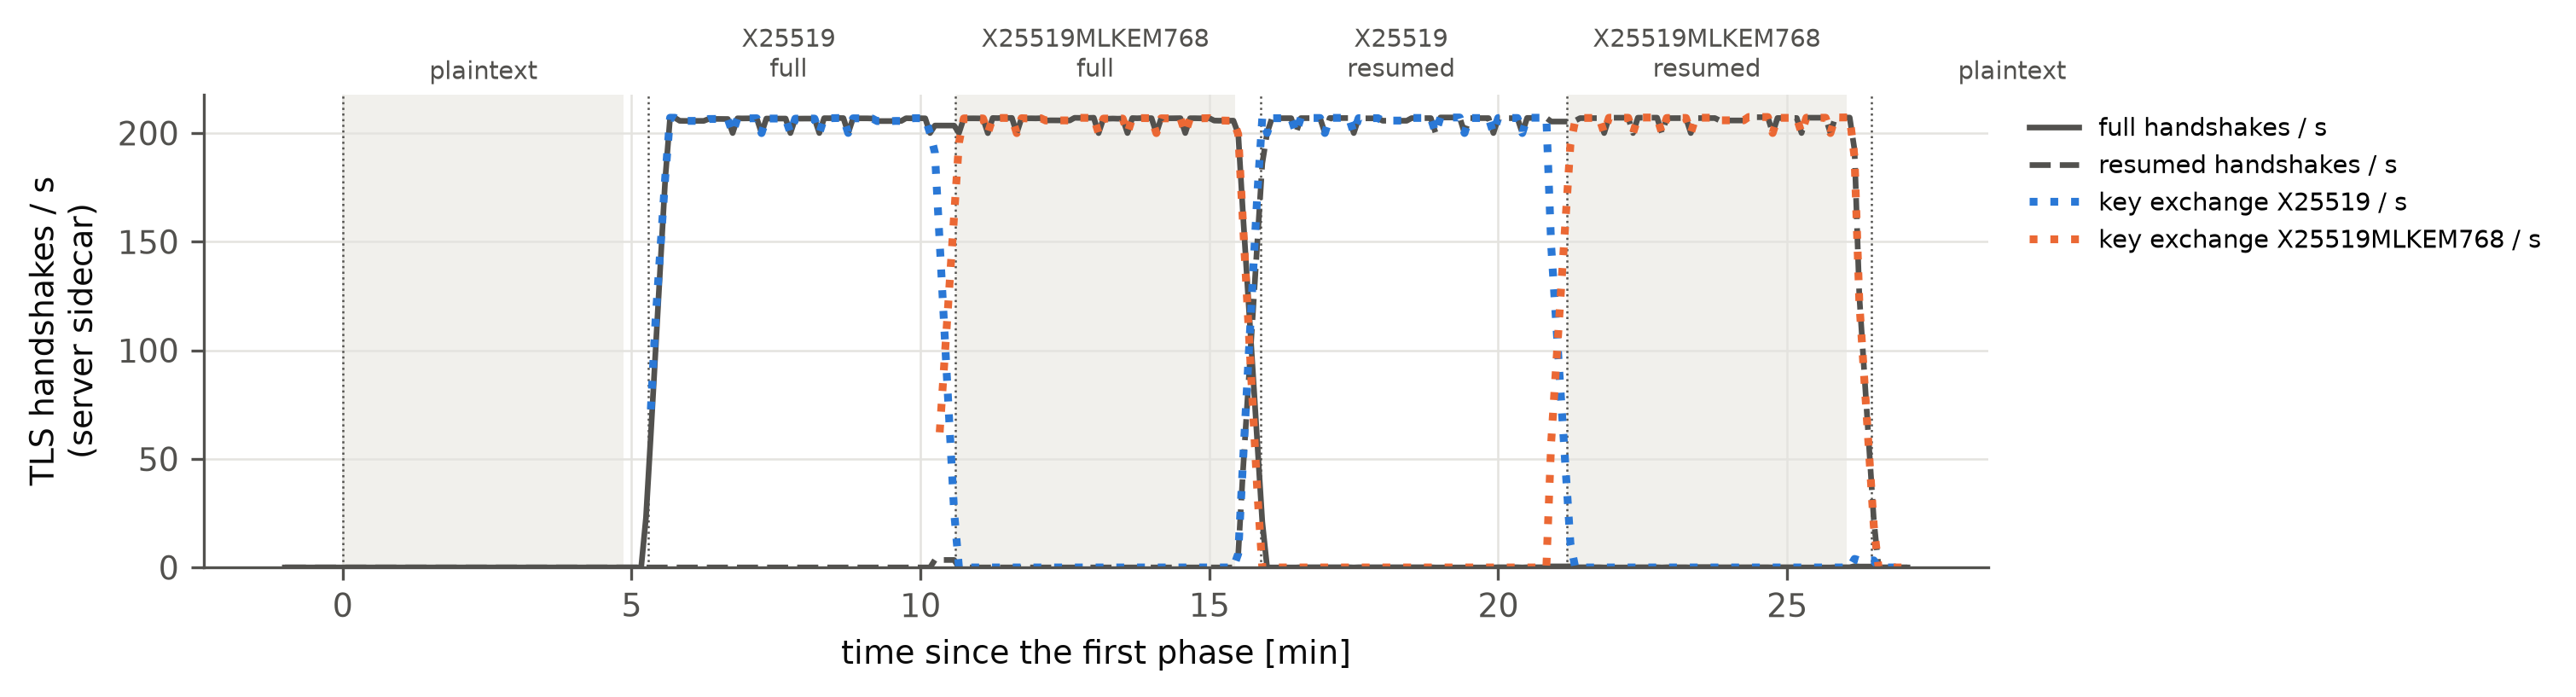 plaintext
X25519
full
X25519MLKEM768
full
X25519
resumed
X25519MLKEM768
resumed
plaintext
TLS handshakes / s
(server sidecar)
200
150
100
50
0
0
5
10
15
20
25
time since the first phase [min]
full handshakes / s
resumed handshakes / s
key exchange X25519 / s
key exchange X25519MLKEM768 / s